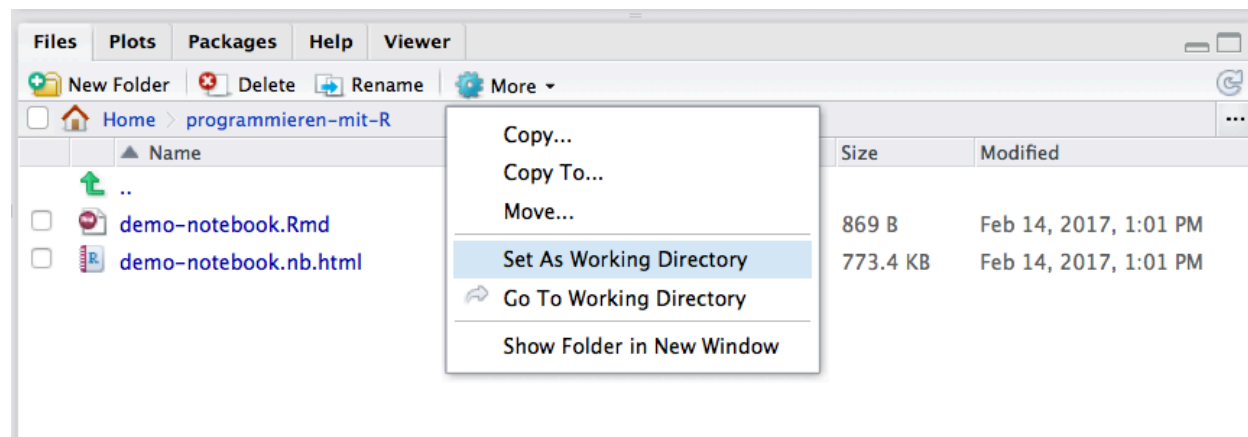 Files Plots Packages Help Viewer
New Folder Delete Rename More
Home programmieren-mit-R ...
Name Size Modified
..
demo-notebook.Rmd 869 B Feb 14, 2017, 1:01 PM
demo-notebook.nb.html 773.4 KB Feb 14, 2017, 1:01 PM
Copy...
Copy To...
Move...
Set As Working Directory
Go To Working Directory
Show Folder in New Window